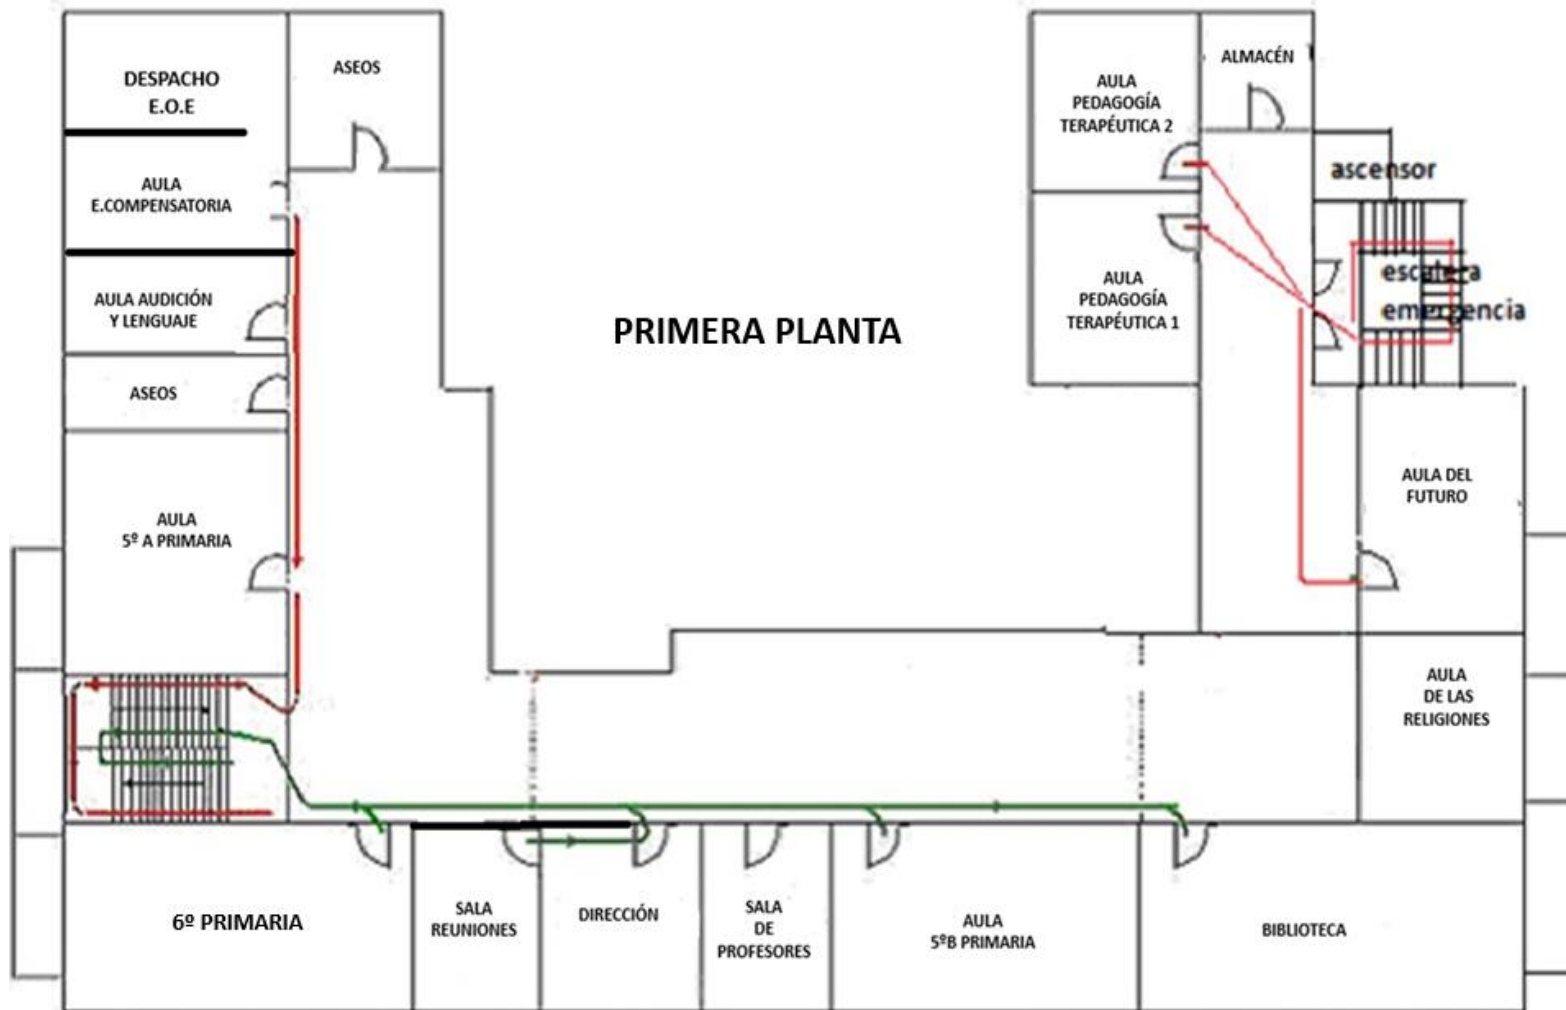 DESPACHO
E.O.E
ASEOS
AULA
PEDAGOGÍA
TERAPÉUTICA 2
ALMACÉN
ascensor
AULA
E.COMPENSATORIA
AULA AUDICIÓN
Y LENGUAJE
PRIMERA PLANTA
AULA
PEDAGOGÍA
TERAPÉUTICA 1
escalera
emergencia
ASEOS
AULA
5º A PRIMARIA
AULA DEL
FUTURO
AULA
DE LAS
RELIGIONES
6º PRIMARIA
SALA
REUNIONES
DIRECCIÓN
SALA
DE
PROFESORES
AULA
5ºB PRIMARIA
BIBLIOTECA